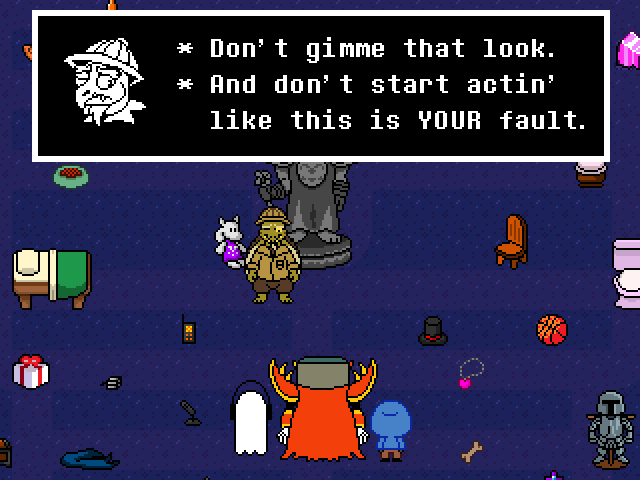 * Don't gimme that look.
* And don't start actin'
like this is YOUR fault.